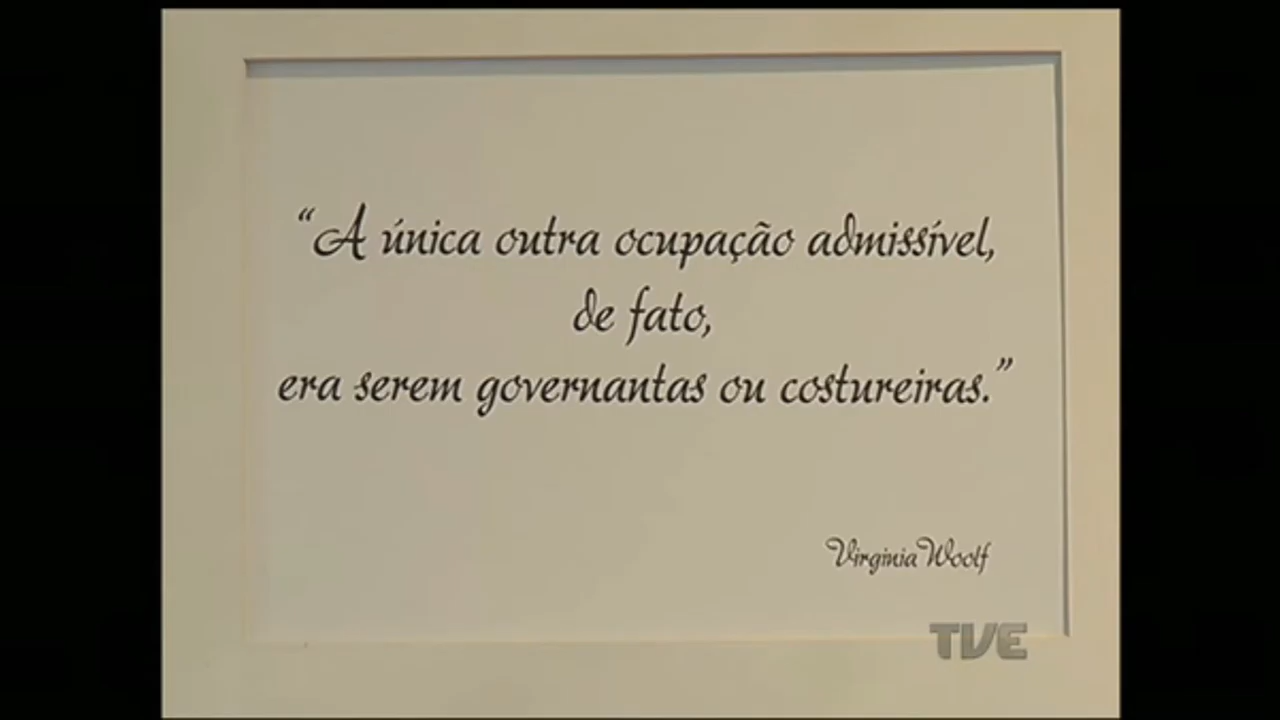 “A única outra ocupação admissível,
de fato,
era serem governantas ou costureiras.”
Virginia Woolf
TVE